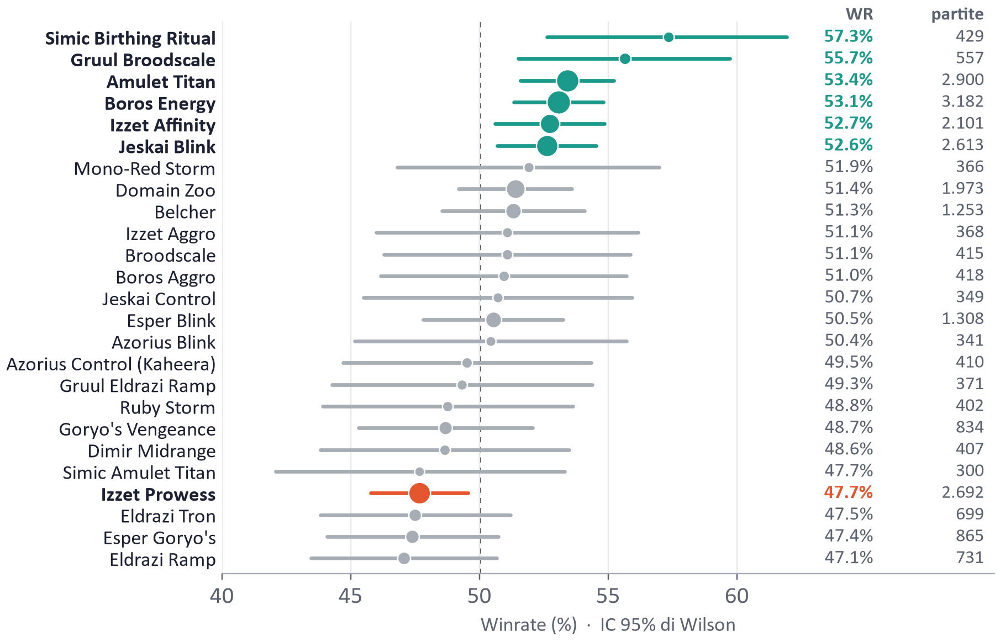 WR partite
Simic Birthing Ritual 57.3% 429
Gruul Broodscale 55.7% 557
Amulet Titan 53.4% 2.900
Boros Energy 53.1% 3.182
Izzet Affinity 52.7% 2.101
Jeskai Blink 52.6% 2.613
Mono-Red Storm 51.9% 366
Domain Zoo 51.4% 1.973
Belcher 51.3% 1.253
Izzet Aggro 51.1% 368
Broodscale 51.1% 415
Boros Aggro 51.0% 418
Jeskai Control 50.7% 349
Esper Blink 50.5% 1.308
Azorius Blink 50.4% 341
Azorius Control (Kaheera) 49.5% 410
Gruul Eldrazi Ramp 49.3% 371
Ruby Storm 48.8% 402
Goryo's Vengeance 48.7% 834
Dimir Midrange 48.6% 407
Simic Amulet Titan 47.7% 300
Izzet Prowess 47.7% 2.692
Eldrazi Tron 47.5% 699
Esper Goryo's 47.4% 865
Eldrazi Ramp 47.1% 731
40 45 50 55 60
Winrate (%) · IC 95% di Wilson